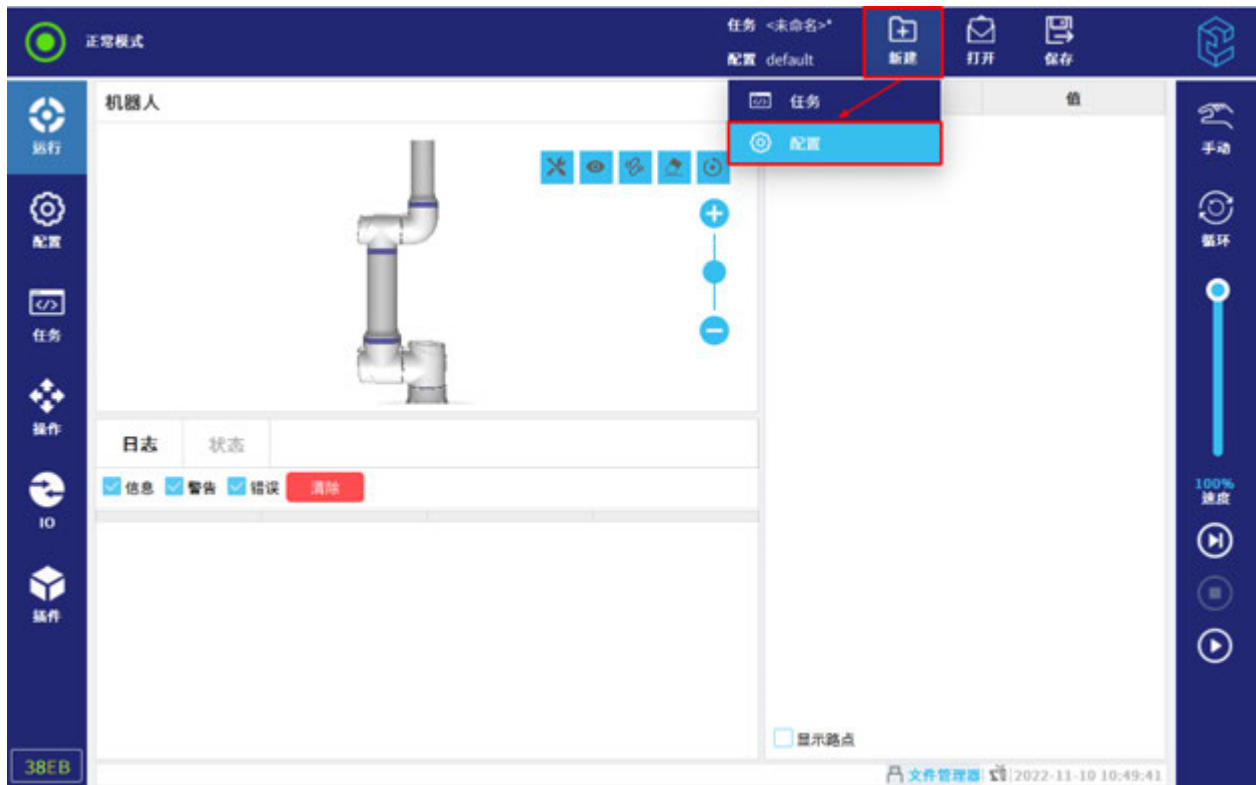 正常模式
任务 <未命名>*
配置 default
新建
打开
保存
任务
配置
运行
配置
任务
操作
IO
插件
38EB
机器人
值
日志
状态
信息
警告
错误
清除
显示路点
文件管理器
2022-11-10 10:49:41
手动
循环
100%
速度